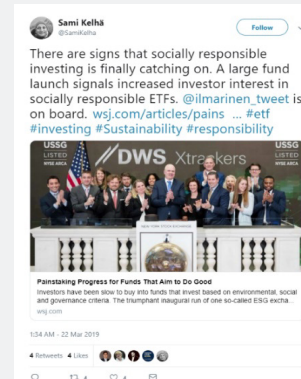 Sami Kelhä
@SamiKelha
Follow
There are signs that socially responsible
investing is finally catching on. A large fund
launch signals increased investor interest in
socially responsible ETFs. @ilmarinen_tweet is
on board. wsj.com/articles/pains ... #etf
#investing #Sustainability #responsibility
USSG
LISTED
NYSE ARCA
DWS Xtrackers
USSG
LISTED
NYSE ARCA
Painstaking Progress for Funds That Aim to Do Good
Investors have been slow to buy into funds that invest based on environmental, social
and governance criteria. The triumphant inaugural run of one so-called ESG excha...
wsj.com
1:34 AM - 22 Mar 2019
4 Retweets 4 Likes
4
4